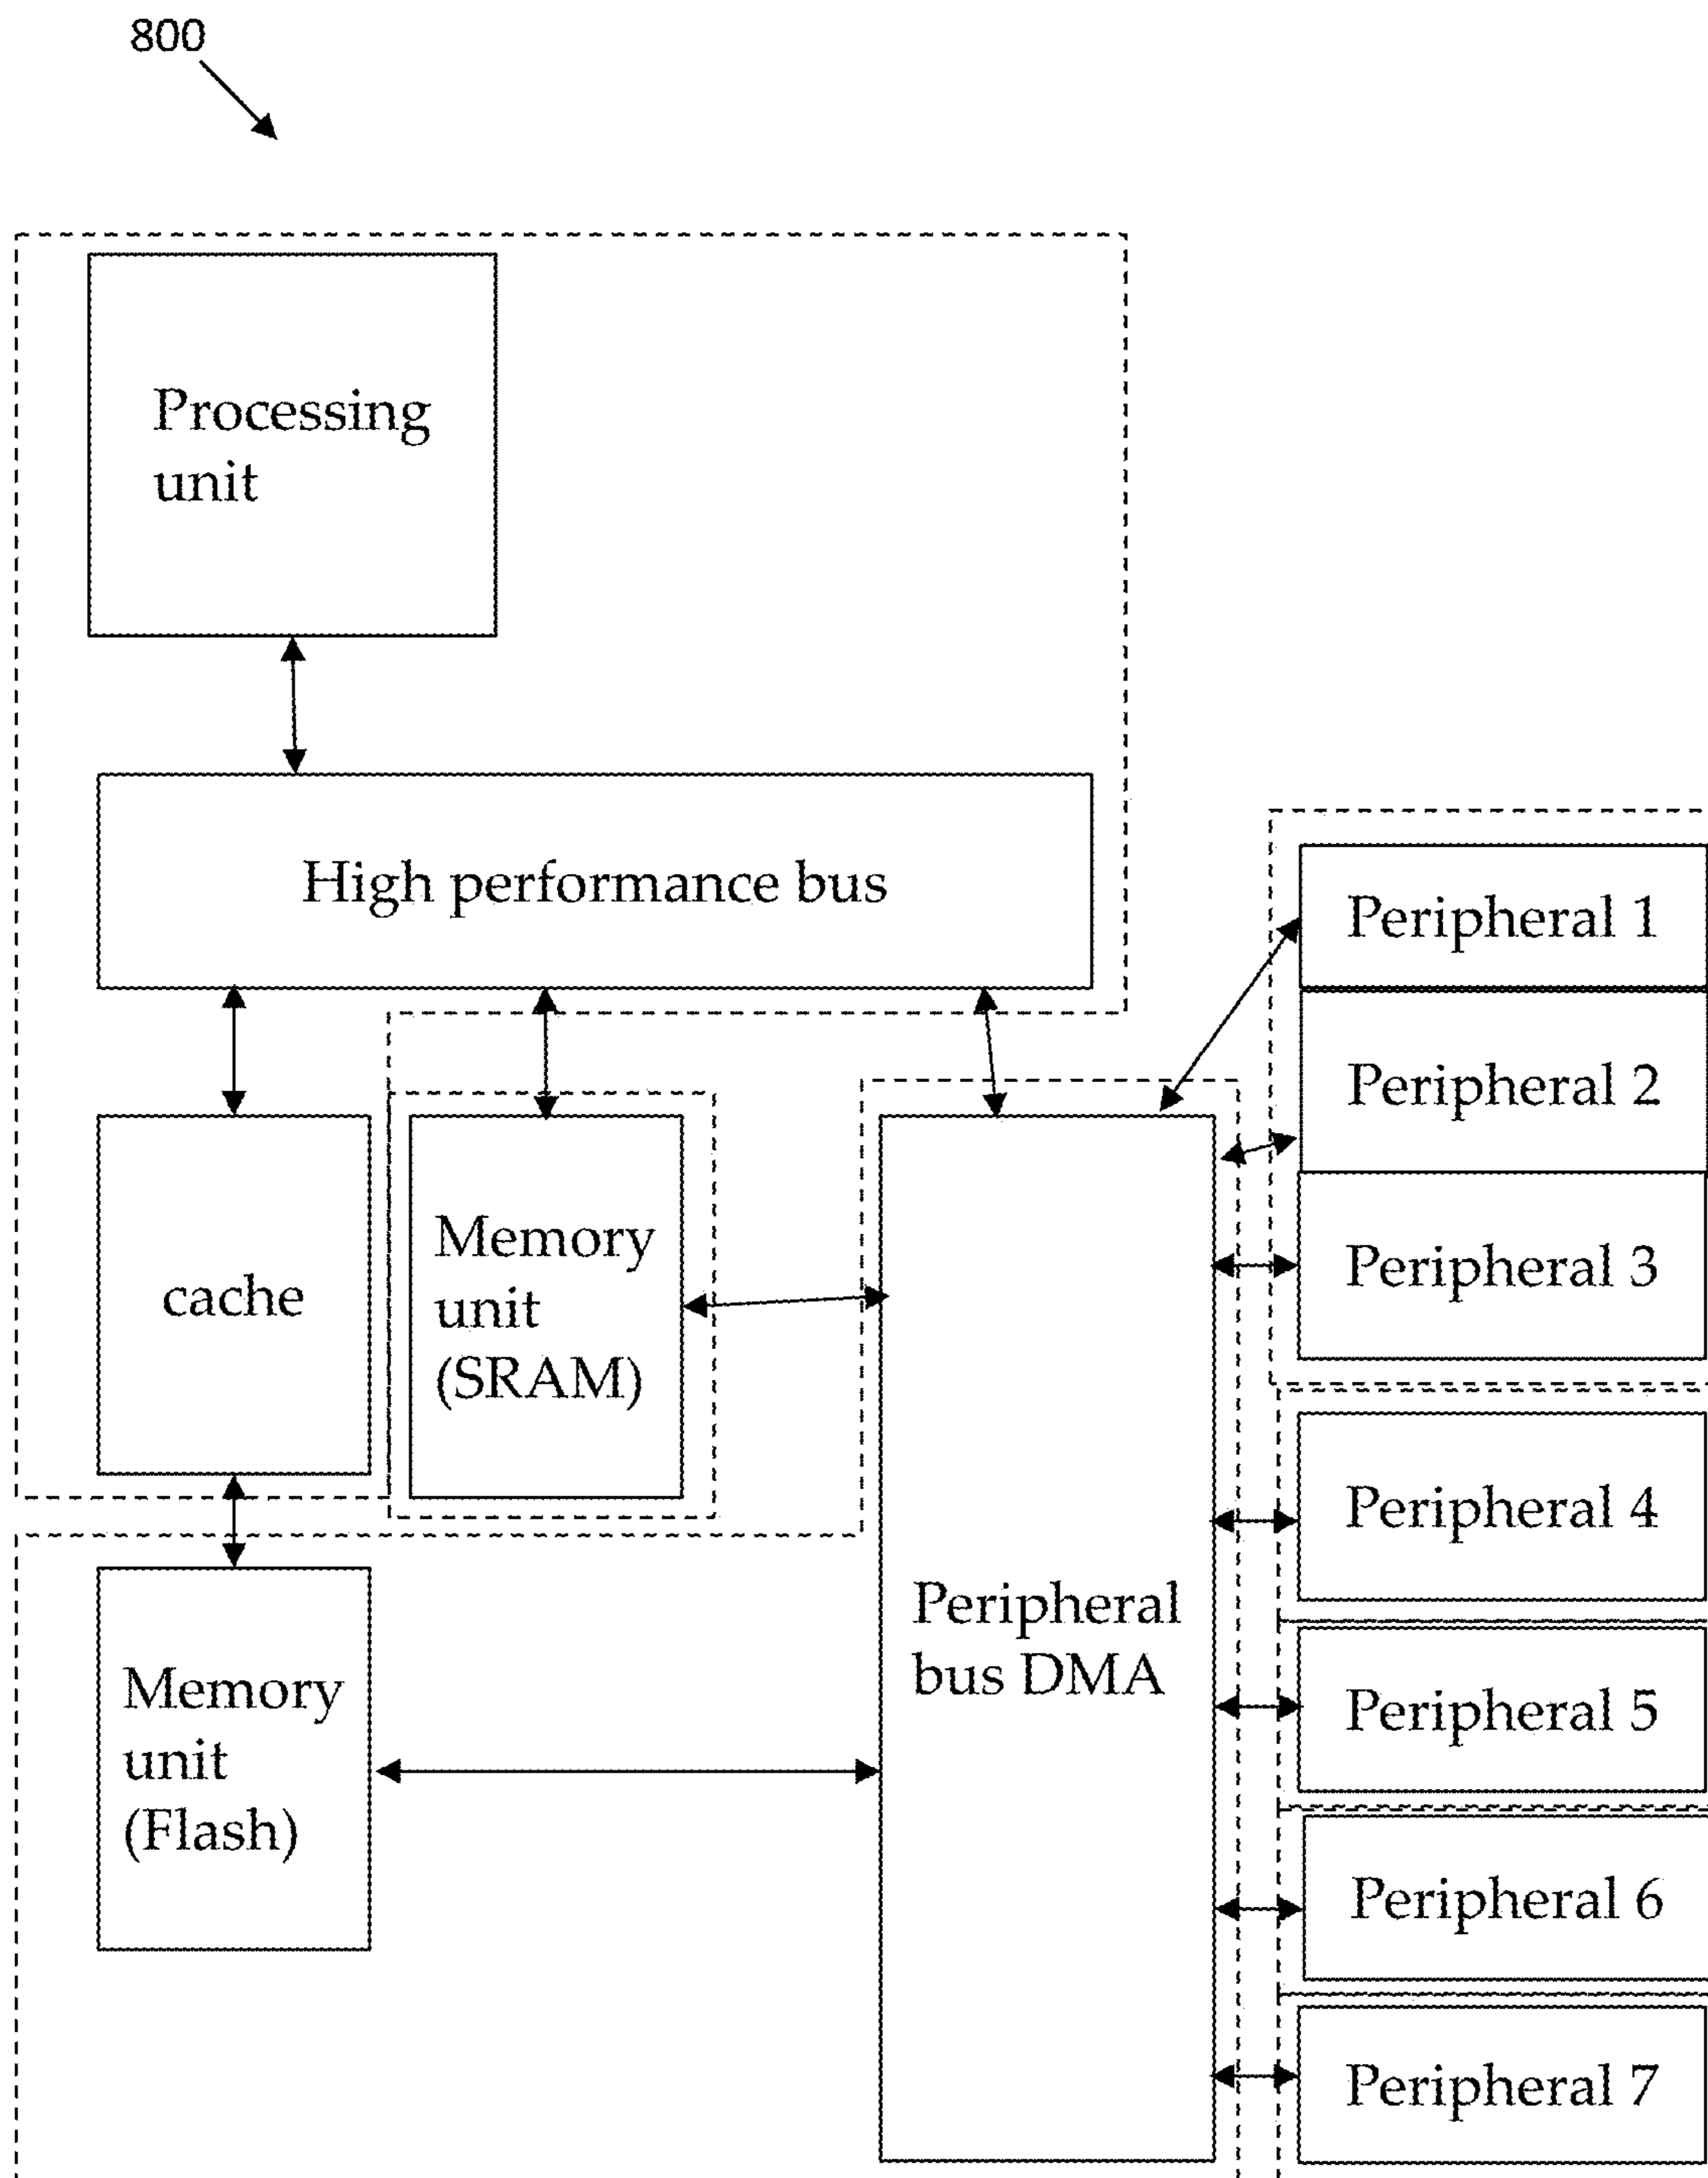 800
Processing
unit
High performance bus
Peripheral 1
Peripheral 2
cache
Memory
unit
(SRAM)
Peripheral 3
Peripheral 4
Peripheral
bus DMA
Memory
unit
(Flash)
Peripheral 5
Peripheral 6
Peripheral 7